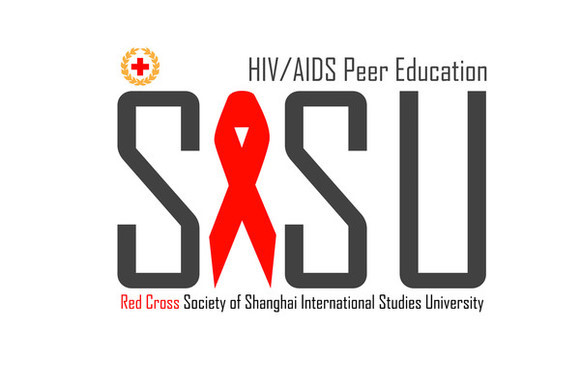 HIV/AIDS Peer Education
SISU
Red Cross Society of Shanghai International Studies University